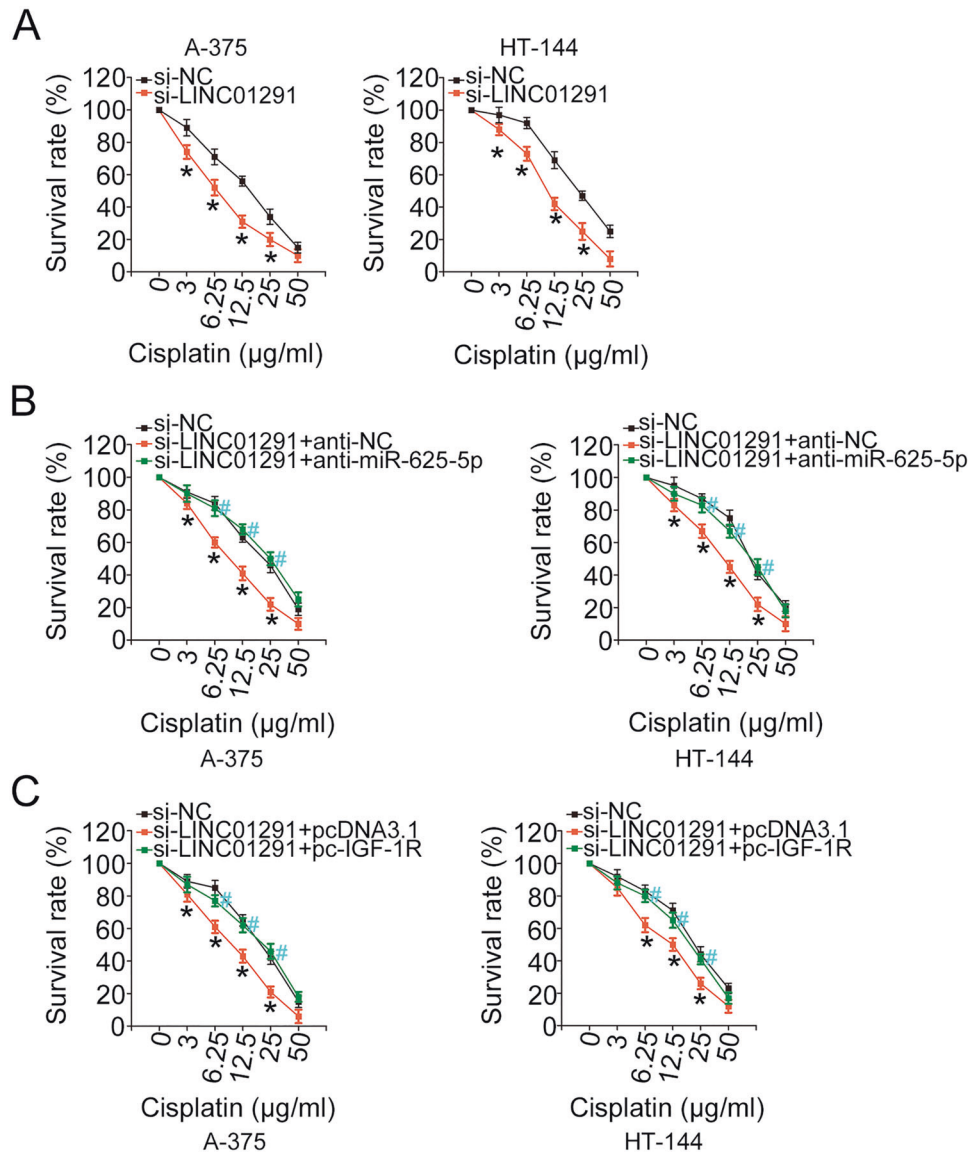 A
A-375
HT-144
si-NC
si-LINC01291
si-NC
si-LINC01291
Survival rate (%)
120
100
80
60
40
20
0
Survival rate (%)
120
100
80
60
40
20
0
* * * *
* * * *
0 3 6.25 12.5 25 50
0 3 6.25 12.5 25 50
Cisplatin (µg/ml)
Cisplatin (µg/ml)
B
si-NC
si-LINC01291+anti-NC
si-LINC01291+anti-miR-625-5p
si-NC
si-LINC01291+anti-NC
si-LINC01291+anti-miR-625-5p
Survival rate (%)
120
100
80
60
40
20
0
Survival rate (%)
120
100
80
60
40
20
0
# # #
* * * *
# # #
* * * *
0 3 6.25 12.5 25 50
0 3 6.25 12.5 25 50
Cisplatin (µg/ml)
Cisplatin (µg/ml)
A-375
HT-144
C
si-NC
si-LINC01291+pcDNA3.1
si-LINC01291+pc-IGF-1R
si-NC
si-LINC01291+pcDNA3.1
si-LINC01291+pc-IGF-1R
Survival rate (%)
120
100
80
60
40
20
0
Survival rate (%)
120
100
80
60
40
20
0
# # #
* * * *
# # #
* * *
0 3 6.25 12.5 25 50
0 3 6.25 12.5 25 50
Cisplatin (µg/ml)
Cisplatin (µg/ml)
A-375
HT-144